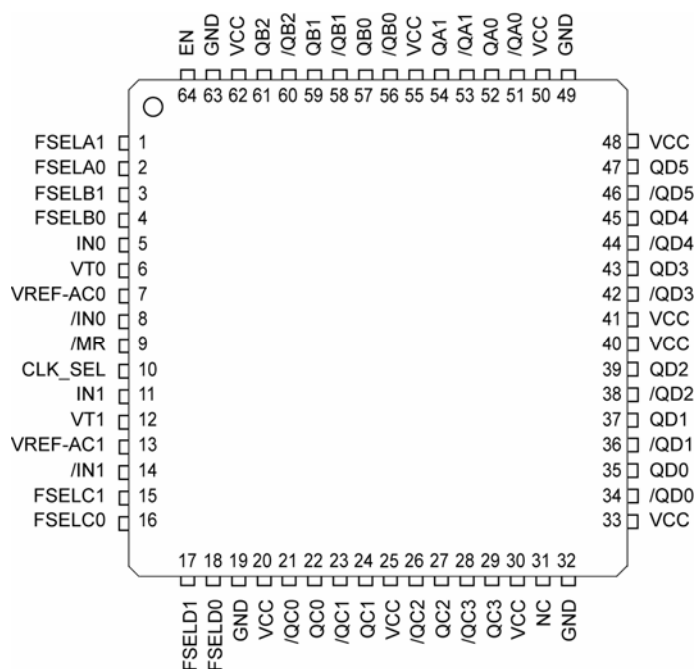 EN GND VCC QB2 /QB2 QB1 /QB1 QB0 /QB0 VCC QA1 /QA1 QA0 /QA0 VCC GND
64 63 62 61 60 59 58 57 56 55 54 53 52 51 50 49
FSELA1 1 48 VCC
FSELA0 2 47 QD5
FSELB1 3 46 /QD5
FSELB0 4 45 QD4
IN0 5 44 /QD4
VT0 6 43 QD3
VREF-AC0 7 42 /QD3
/IN0 8 41 VCC
/MR 9 40 VCC
CLK_SEL 10 39 QD2
IN1 11 38 /QD2
VT1 12 37 QD1
VREF-AC1 13 36 /QD1
/IN1 14 35 QD0
FSELC1 15 34 /QD0
FSELC0 16 33 VCC
17 18 19 20 21 22 23 24 25 26 27 28 29 30 31 32
FSELD1 FSELD0 GND VCC /QC0 QC0 /QC1 QC1 VCC /QC2 QC2 /QC3 QC3 VCC NC GND